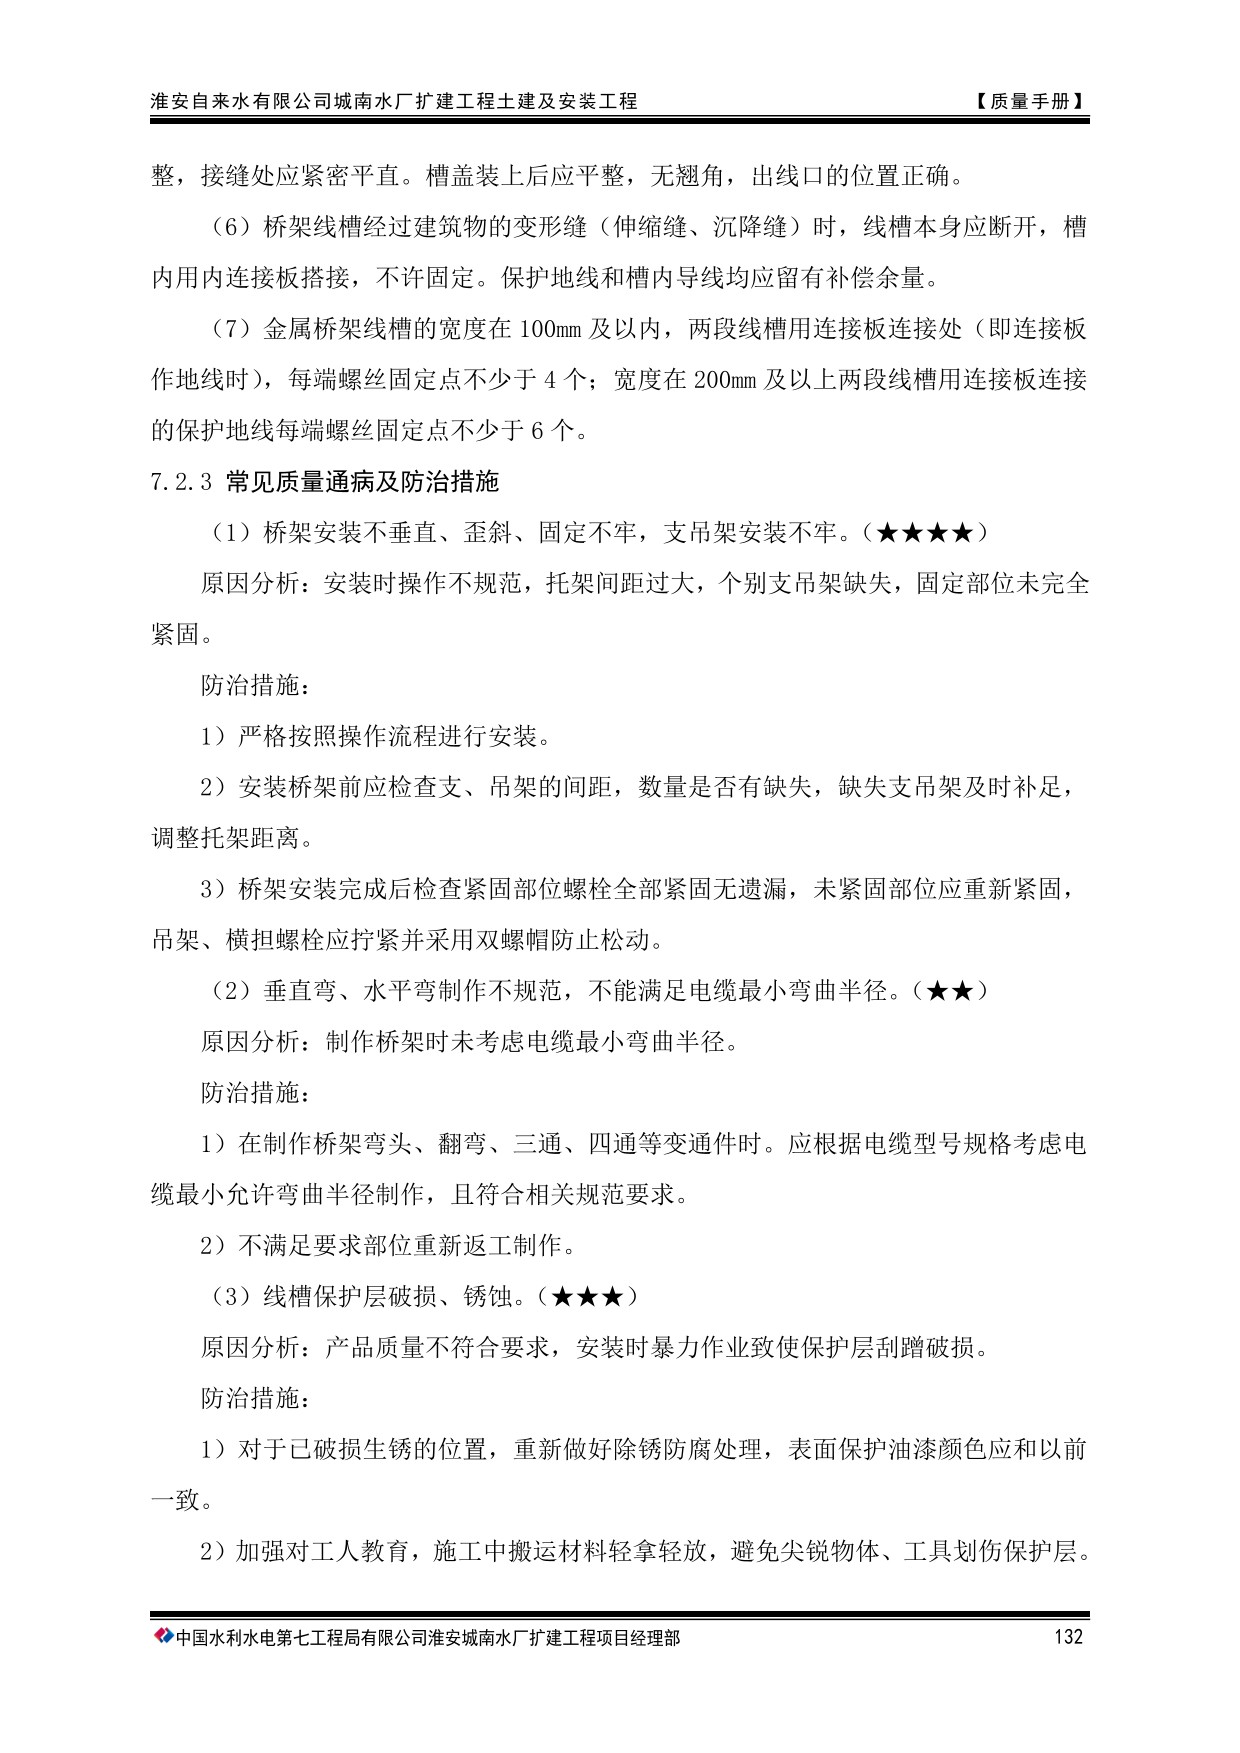 淮安自来水有限公司城南水厂扩建工程土建及安装工程 【质量手册】
整，接缝处应紧密平直。槽盖装上后应平整，无翘角，出线口的位置正确。
（6）桥架线槽经过建筑物的变形缝（伸缩缝、沉降缝）时，线槽本身应断开，槽
内用内连接板搭接，不许固定。保护地线和槽内导线均应留有补偿余量。
（7）金属桥架线槽的宽度在 100mm 及以内，两段线槽用连接板连接处（即连接板
作地线时），每端螺丝固定点不少于 4 个；宽度在 200mm 及以上两段线槽用连接板连接
的保护地线每端螺丝固定点不少于 6 个。
7.2.3 常见质量通病及防治措施
（1）桥架安装不垂直、歪斜、固定不牢，支吊架安装不牢。（★★★★）
原因分析：安装时操作不规范，托架间距过大，个别支吊架缺失，固定部位未完全
紧固。
防治措施：
1）严格按照操作流程进行安装。
2）安装桥架前应检查支、吊架的间距，数量是否有缺失，缺失支吊架及时补足，
调整托架距离。
3）桥架安装完成后检查紧固部位螺栓全部紧固无遗漏，未紧固部位应重新紧固，
吊架、横担螺栓应拧紧并采用双螺帽防止松动。
（2）垂直弯、水平弯制作不规范，不能满足电缆最小弯曲半径。（★★）
原因分析：制作桥架时未考虑电缆最小弯曲半径。
防治措施：
1）在制作桥架弯头、翻弯、三通、四通等变通件时。应根据电缆型号规格考虑电
缆最小允许弯曲半径制作，且符合相关规范要求。
2）不满足要求部位重新返工制作。
（3）线槽保护层破损、锈蚀。（★★★）
原因分析：产品质量不符合要求，安装时暴力作业致使保护层刮蹭破损。
防治措施：
1）对于已破损生锈的位置，重新做好除锈防腐处理，表面保护油漆颜色应和以前
一致。
2）加强对工人教育，施工中搬运材料轻拿轻放，避免尖锐物体、工具划伤保护层。
中国水利水电第七工程局有限公司淮安城南水厂扩建工程项目经理部 132